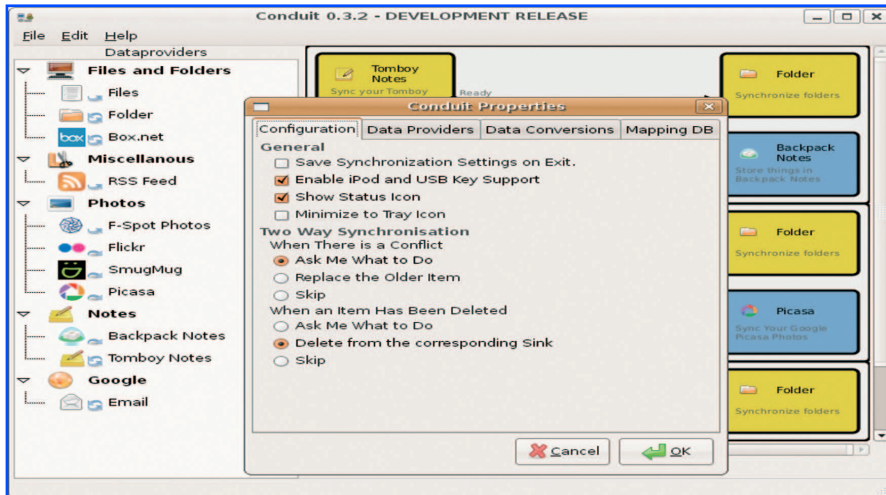 Conduit 0.3.2 - DEVELOPMENT RELEASE
File Edit Help
Dataproviders
Files and Folders
Files
Folder
box Box.net
Miscellanous
RSS Feed
Photos
F-Spot Photos
Flickr
SmugMug
Picasa
Notes
Backpack Notes
Tomboy Notes
Google
Email
Tomboy
Notes
Sync your Tomboy
Ready
Folder
Synchronize folders
Backpack
Notes
Store things in
Backpack Notes
Folder
Synchronize folders
Picasa
Sync Your Google
Picasa Photos
Folder
Synchronize folders
Conduit Properties
Configuration Data Providers Data Conversions Mapping DB
General
Save Synchronization Settings on Exit.
Enable iPod and USB Key Support
Show Status Icon
Minimize to Tray Icon
Two Way Synchronisation
When There is a Conflict
Ask Me What to Do
Replace the Older Item
Skip
When an Item Has Been Deleted
Ask Me What to Do
Delete from the corresponding Sink
Skip
Cancel OK